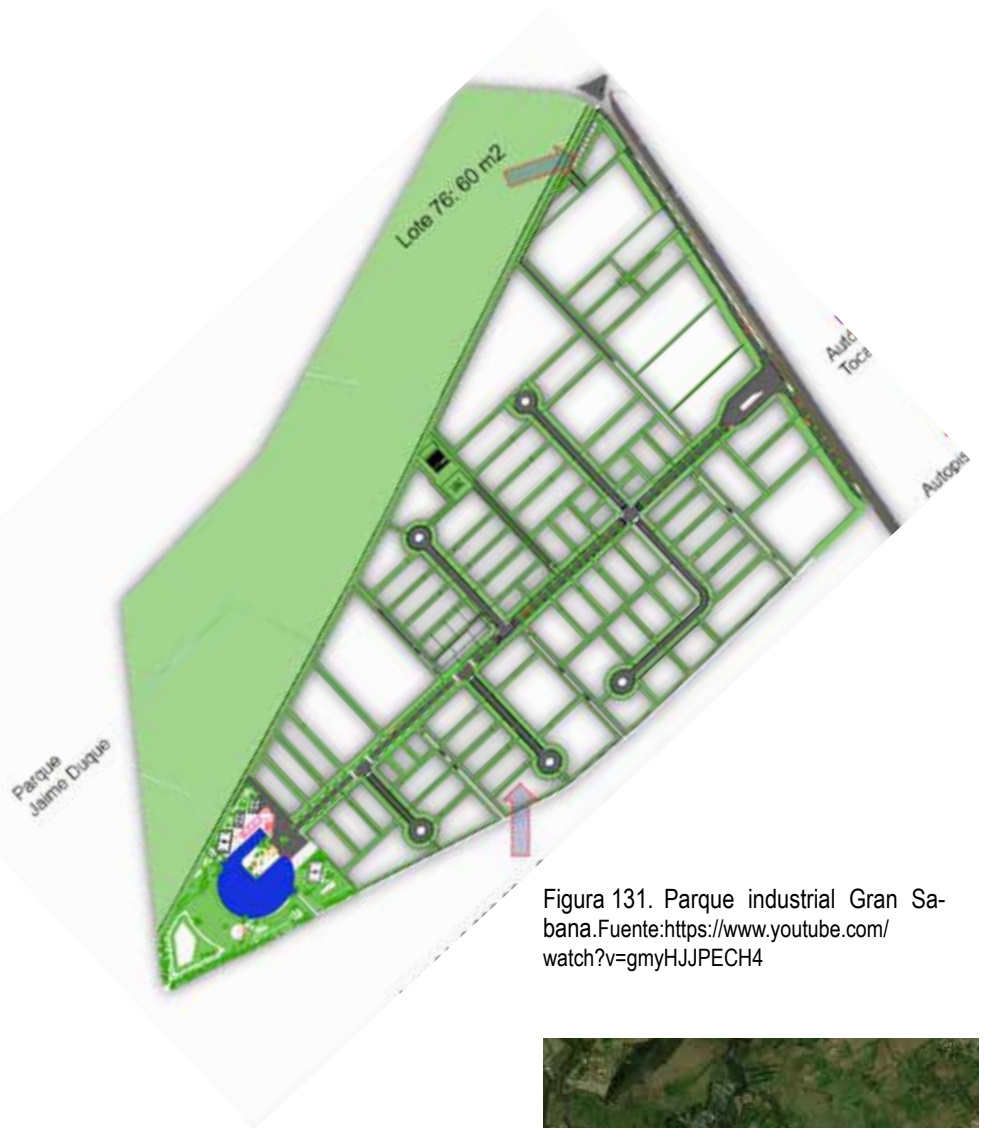 Lote 76: 60 m2
Autopis
Parque
Jaime Duque
Figura 131. Parque industrial Gran Sa-
bana.Fuente:https://www.youtube.com/
watch?v=gmyHJJPECH4